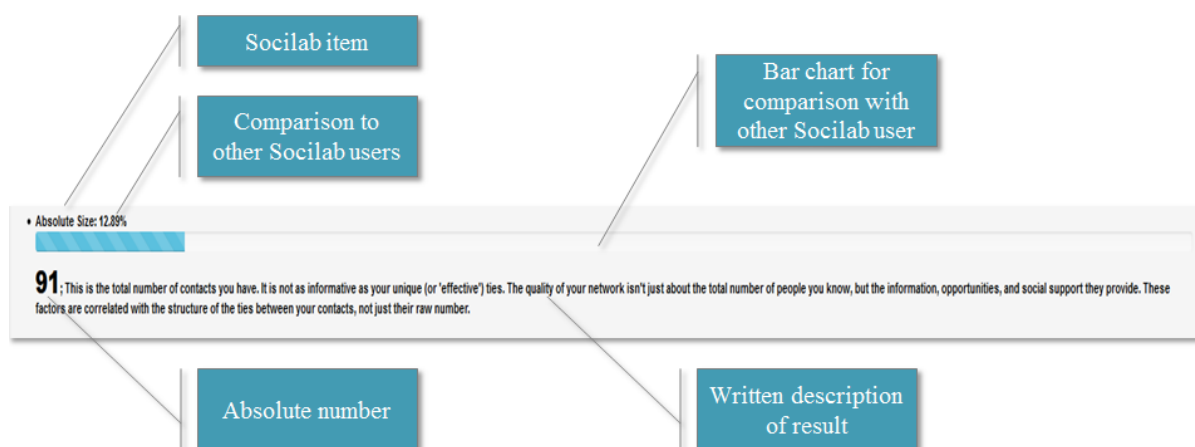 Socilab item
Comparison to
other Socilab users
Bar chart for
comparison with
other Socilab user
• Absolute Size: 12.89%
91; This is the total number of contacts you have. It is not as informative as your unique (or 'effective') ties. The quality of your network isn't just about the total number of people you know, but the information, opportunities, and social support they provide. These
factors are correlated with the structure of the ties between your contacts, not just their raw number.
Absolute number
Written description
of result